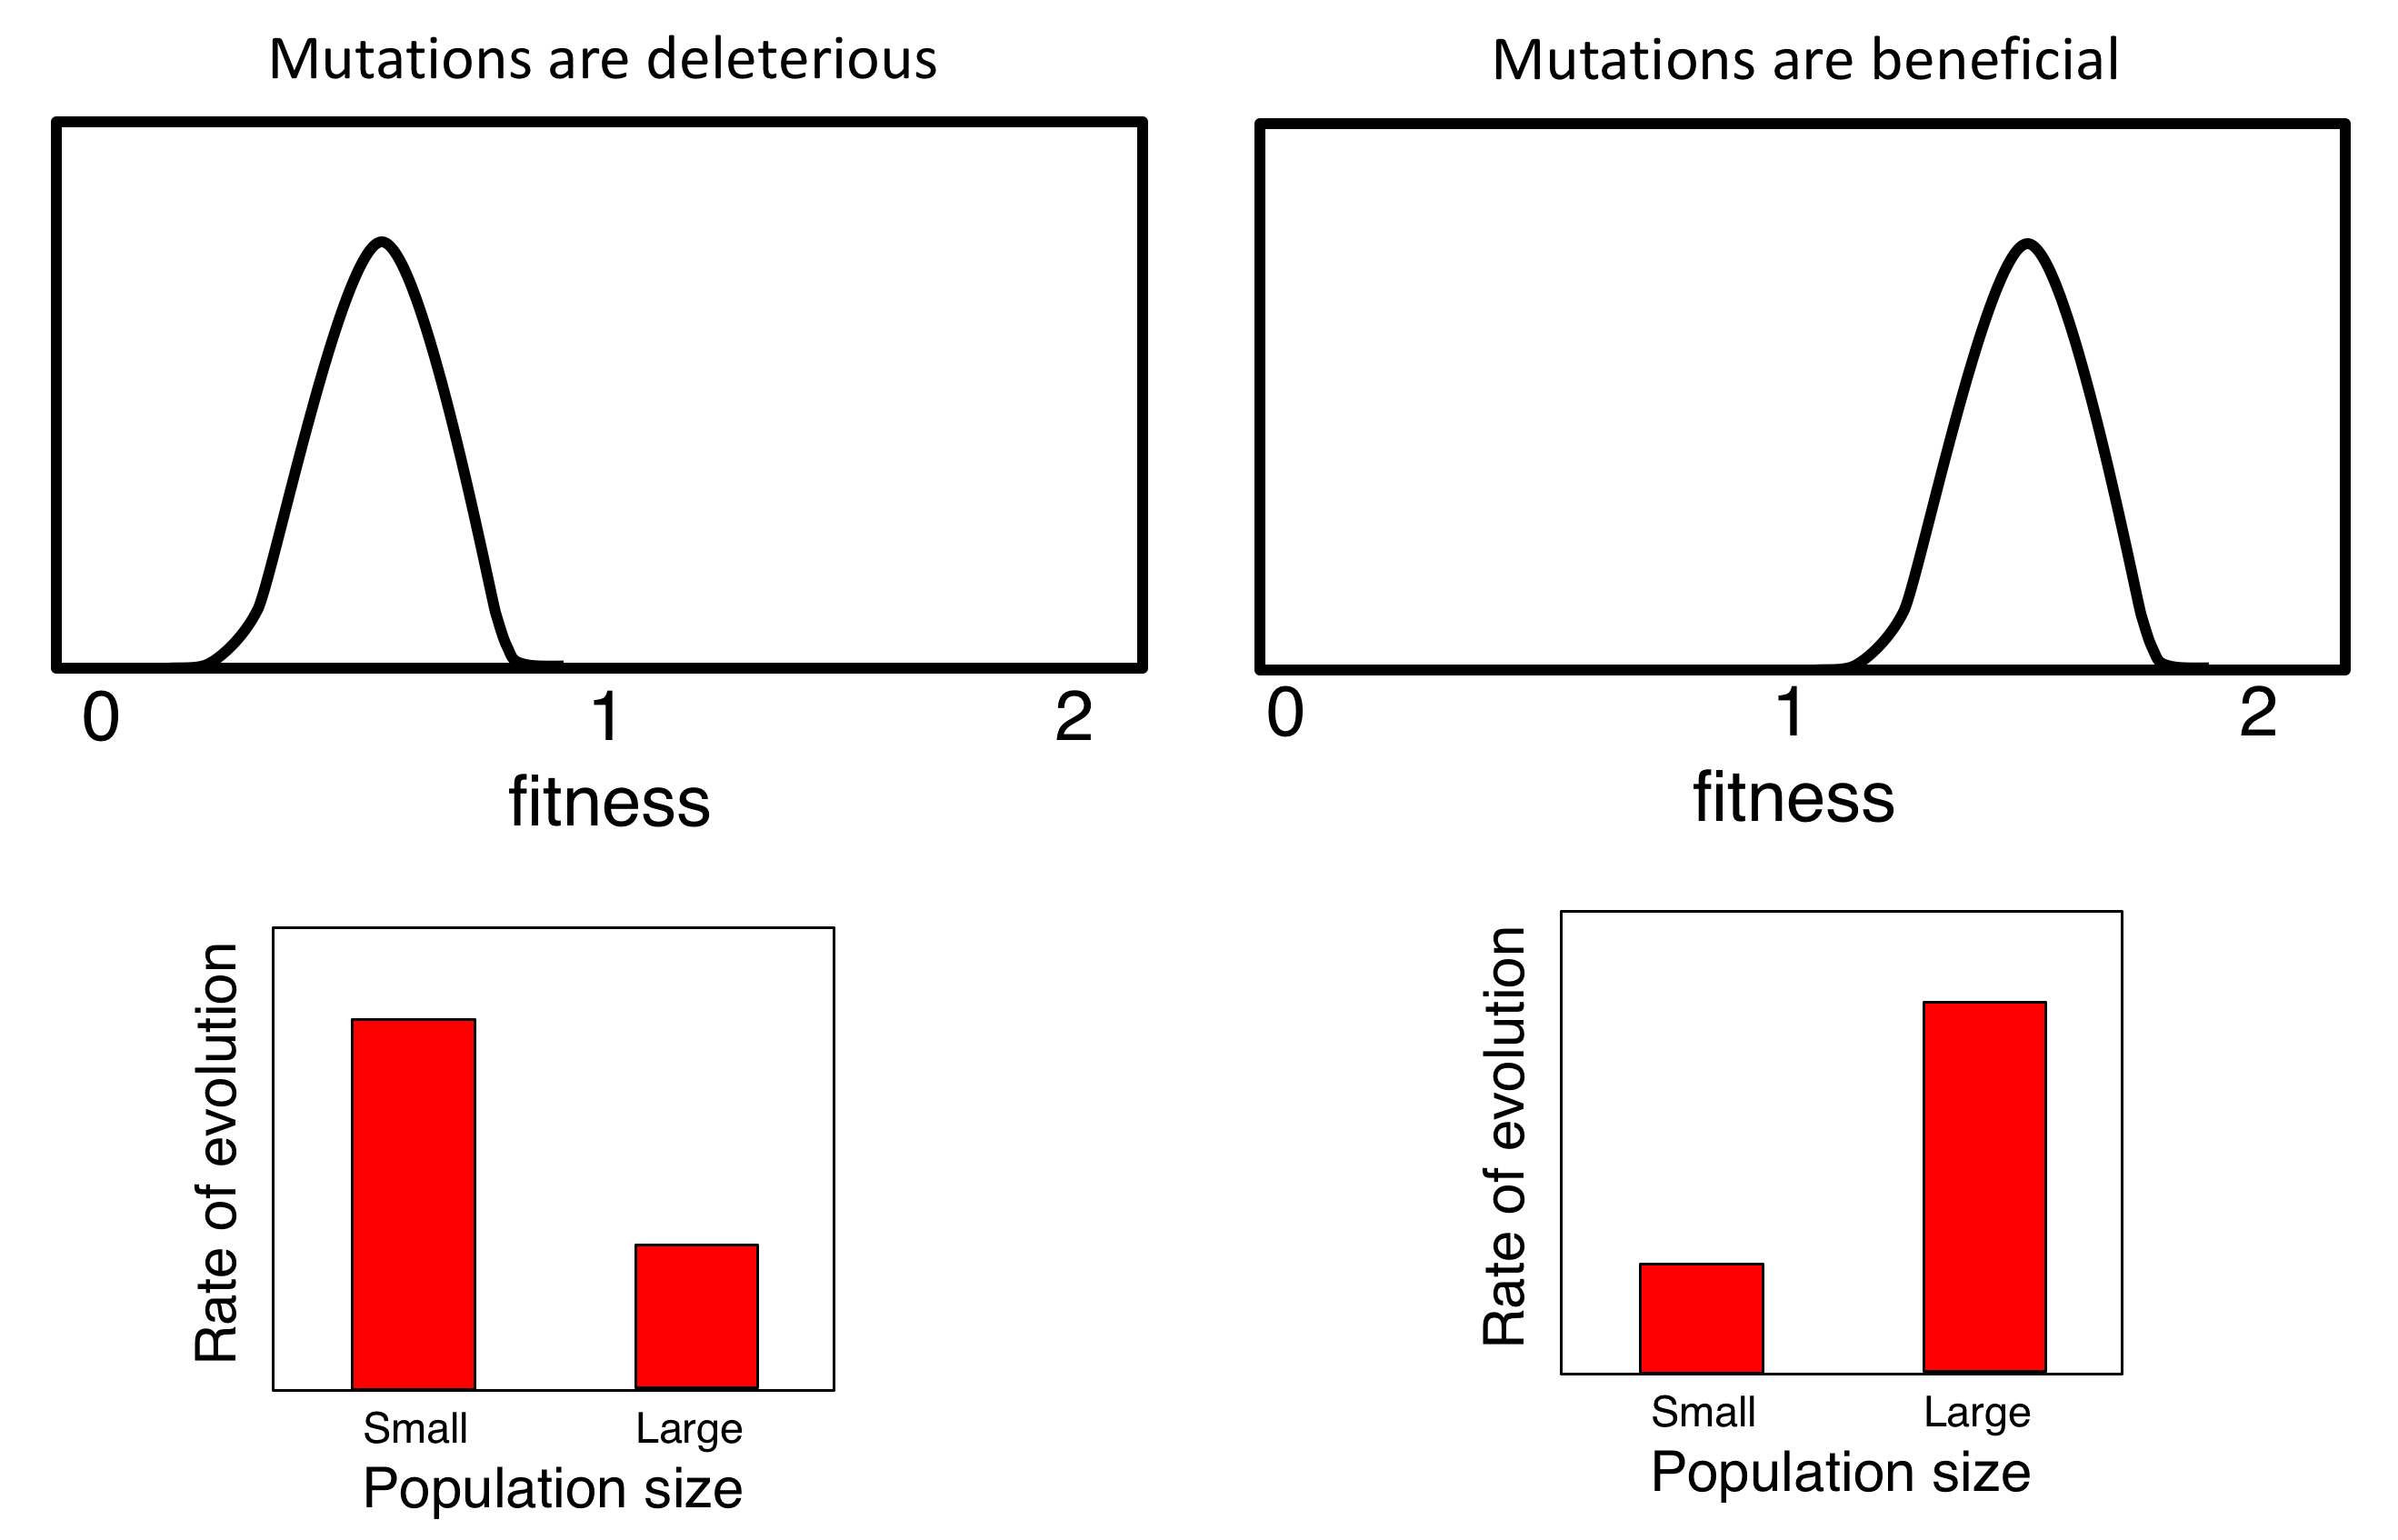 Mutations are deleterious
Mutations are beneficial
0 1 2
fitness
0 1 2
fitness
Rate of evolution
Small Large
Population size
Rate of evolution
Small Large
Population size